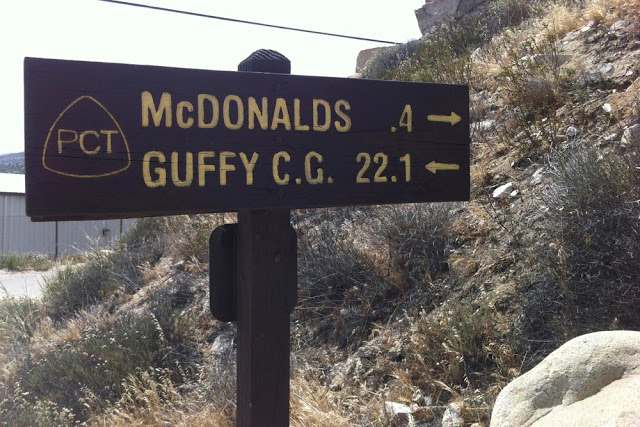 PCT
McDONALDS .4 →
GUFFY C.G. 22.1 ←